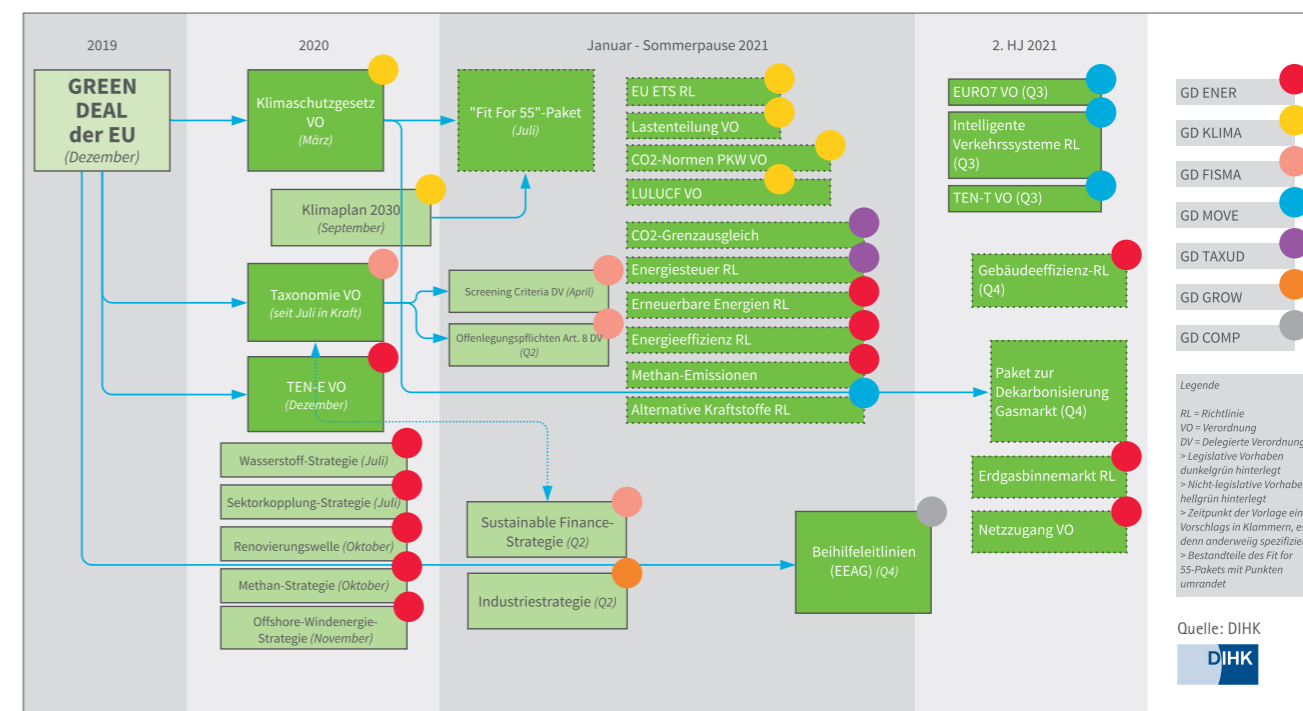 2019
2020
Januar - Sommerpause 2021
2. HJ 2021
GREEN
DEAL
der EU
(Dezember)
Klimaschutzgesetz
VO
(März)
Klimaplan 2030
(September)
Taxonomie VO
(seit Juli in Kraft)
TEN-E VO
(Dezember)
Wasserstoff-Strategie (Juli)
Sektorkopplung-Strategie (Juli)
Renovierungswelle (Oktober)
Methan-Strategie (Oktober)
Offshore-Windenergie-
Strategie (November)
"Fit For 55"-Paket
(Juli)
Screening Criteria DV (April)
Offenlegungspflichten Art. 8 DV
(Q2)
Sustainable Finance-
Strategie (Q2)
Industriestrategie (Q2)
EU ETS RL
Lastenteilung VO
CO2-Normen PKW VO
LULUCF VO
CO2-Grenzausgleich
Energiesteuer RL
Erneuerbare Energien RL
Energieeffizienz RL
Methan-Emissionen
Alternative Kraftstoffe RL
Beihilfeleitlinien
(EEAG) (Q4)
EURO7 VO (Q3)
Intelligente
Verkehrssysteme RL
(Q3)
TEN-T VO (Q3)
Gebäudeeffizienz-RL
(Q4)
Paket zur
Dekarbonisierung
Gasmarkt (Q4)
Erdgasbinnemarkt RL
Netzzugang VO
GD ENER
GD KLIMA
GD FISMA
GD MOVE
GD TAXUD
GD GROW
GD COMP
Legende
RL = Richtlinie
VO = Verordnung
DV = Delegierte Verordnung
> Legislative Vorhaben
dunkelgrün hinterlegt
> Nicht-legislative Vorhabe
hellgrün hinterlegt
> Zeitpunkt der Vorlage ein
Vorschlags in Klammern, es
denn anderweiig spezifizie
> Bestandteile des Fit for
55-Pakets mit Punkten
umrandet
Quelle: DIHK
DIHK